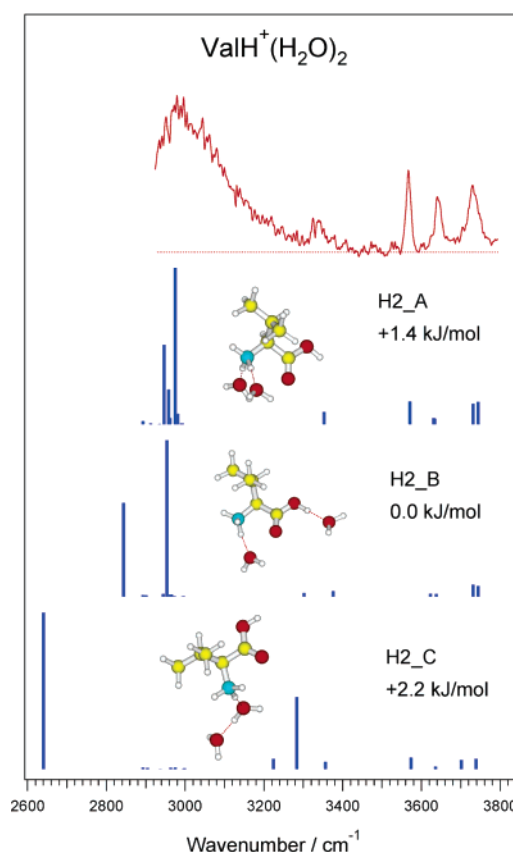 ValH⁺(H₂O)₂
H2_A
+1.4 kJ/mol
H2_B
0.0 kJ/mol
H2_C
+2.2 kJ/mol
2600 2800 3000 3200 3400 3600 3800
Wavenumber / cm⁻¹